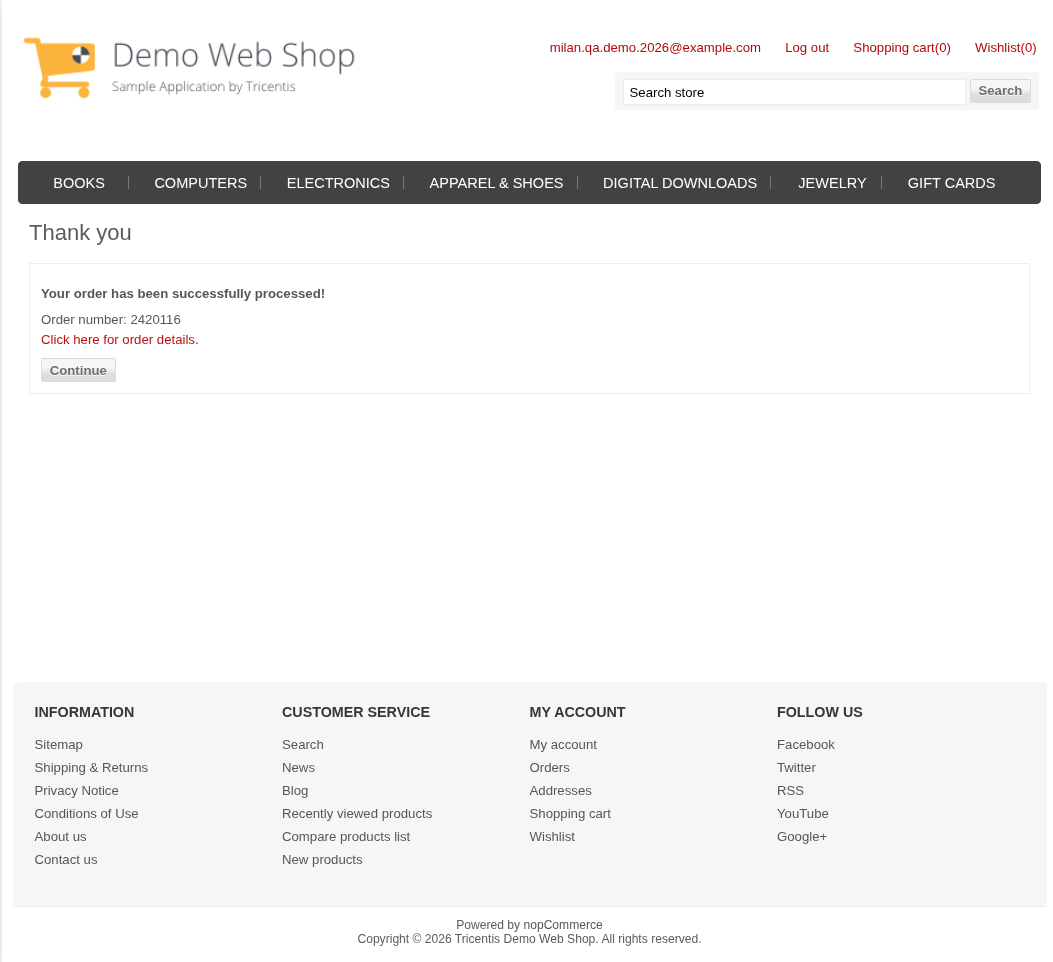 Demo Web Shop
Sample Application by Tricentis
milan.qa.demo.2026@example.com Log out Shopping cart(0) Wishlist(0)
Search store Search
BOOKS COMPUTERS ELECTRONICS APPAREL & SHOES DIGITAL DOWNLOADS JEWELRY GIFT CARDS
Thank you
Your order has been successfully processed!
Order number: 2420116
Click here for order details.
Continue
INFORMATION
Sitemap
Shipping & Returns
Privacy Notice
Conditions of Use
About us
Contact us
CUSTOMER SERVICE
Search
News
Blog
Recently viewed products
Compare products list
New products
MY ACCOUNT
My account
Orders
Addresses
Shopping cart
Wishlist
FOLLOW US
Facebook
Twitter
RSS
YouTube
Google+
Powered by nopCommerce
Copyright © 2026 Tricentis Demo Web Shop. All rights reserved.